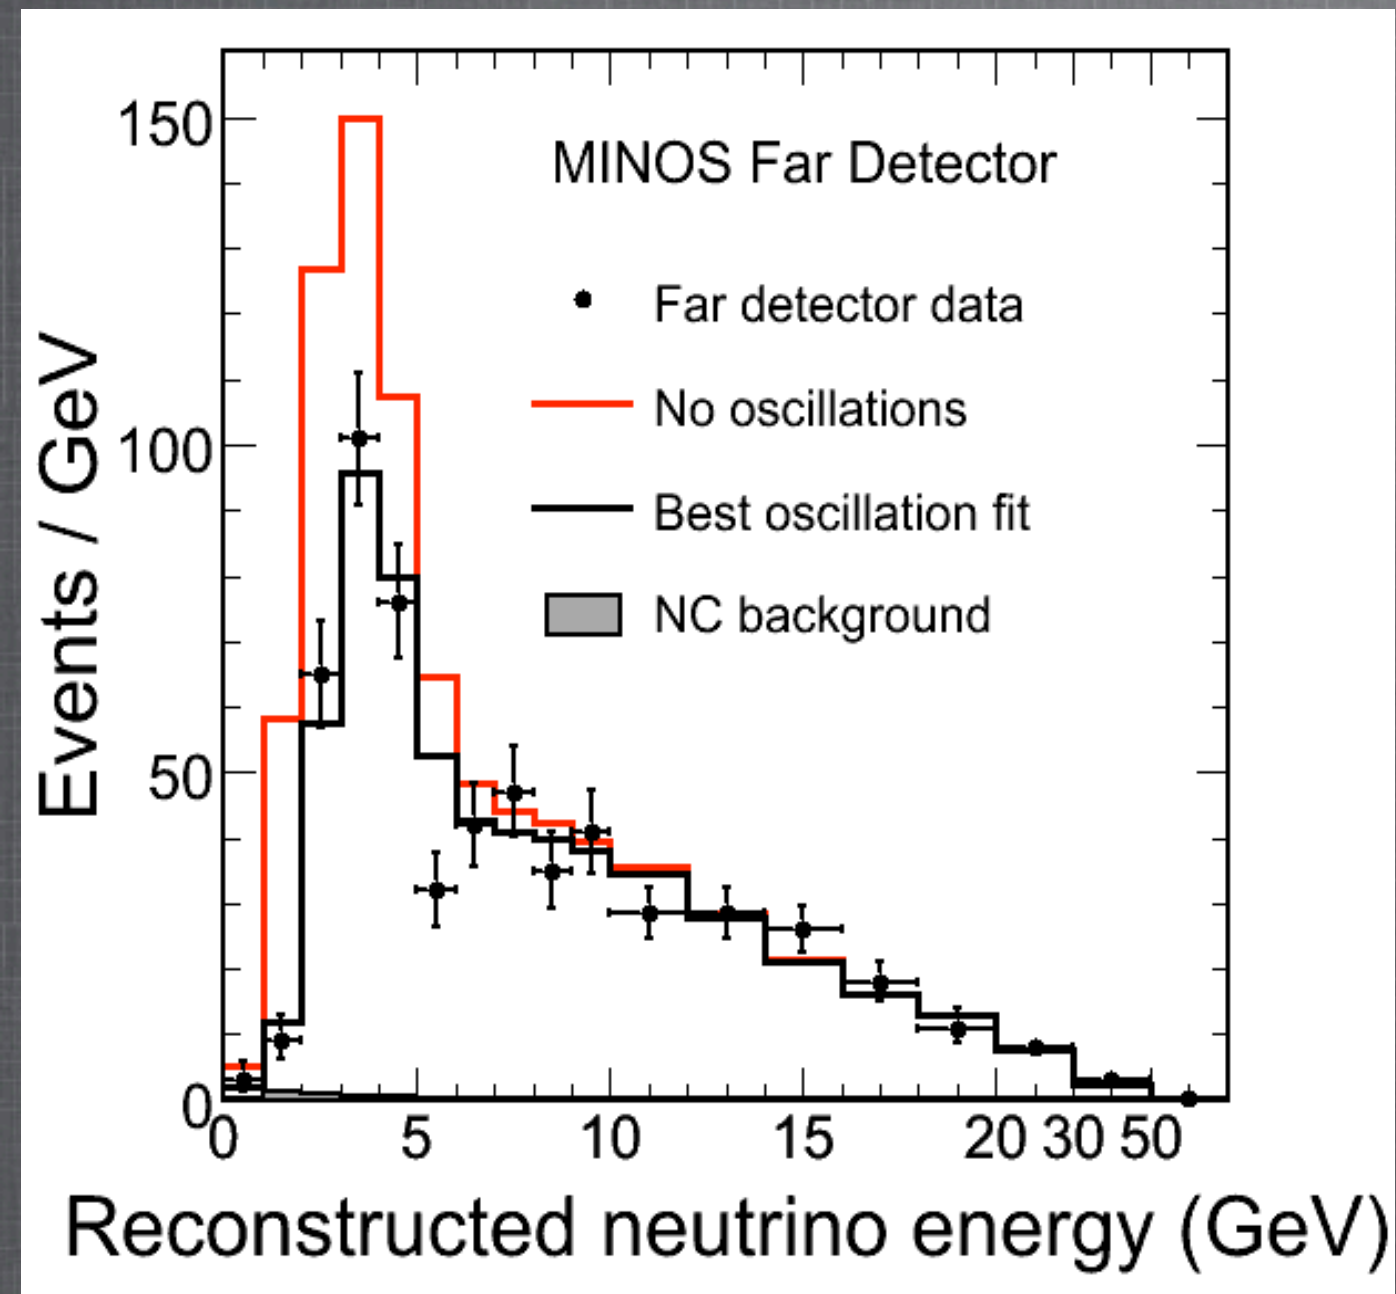 MINOS Far Detector
Far detector data
No oscillations
Best oscillation fit
NC background
Events / GeV
150
100
50
0
0 5 10 15 20 30 50
Reconstructed neutrino energy (GeV)